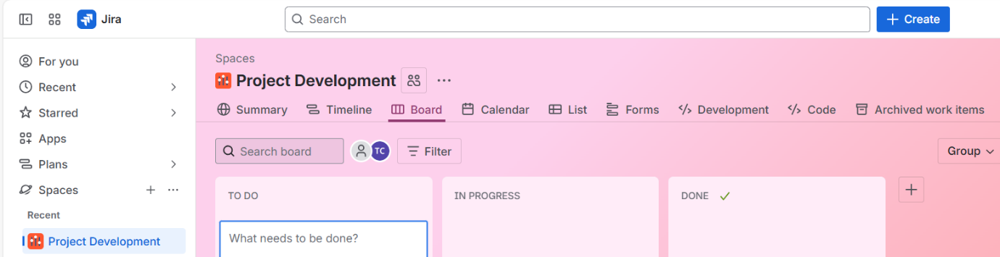 Jira
Search
Create
For you
Recent
Starred
Apps
Plans
Spaces
Recent
Project Development
Spaces
Project Development
Summary
Timeline
Board
Calendar
List
Forms
Development
Code
Archived work items
Search board
TC
Filter
Group
TO DO
IN PROGRESS
DONE
What needs to be done?